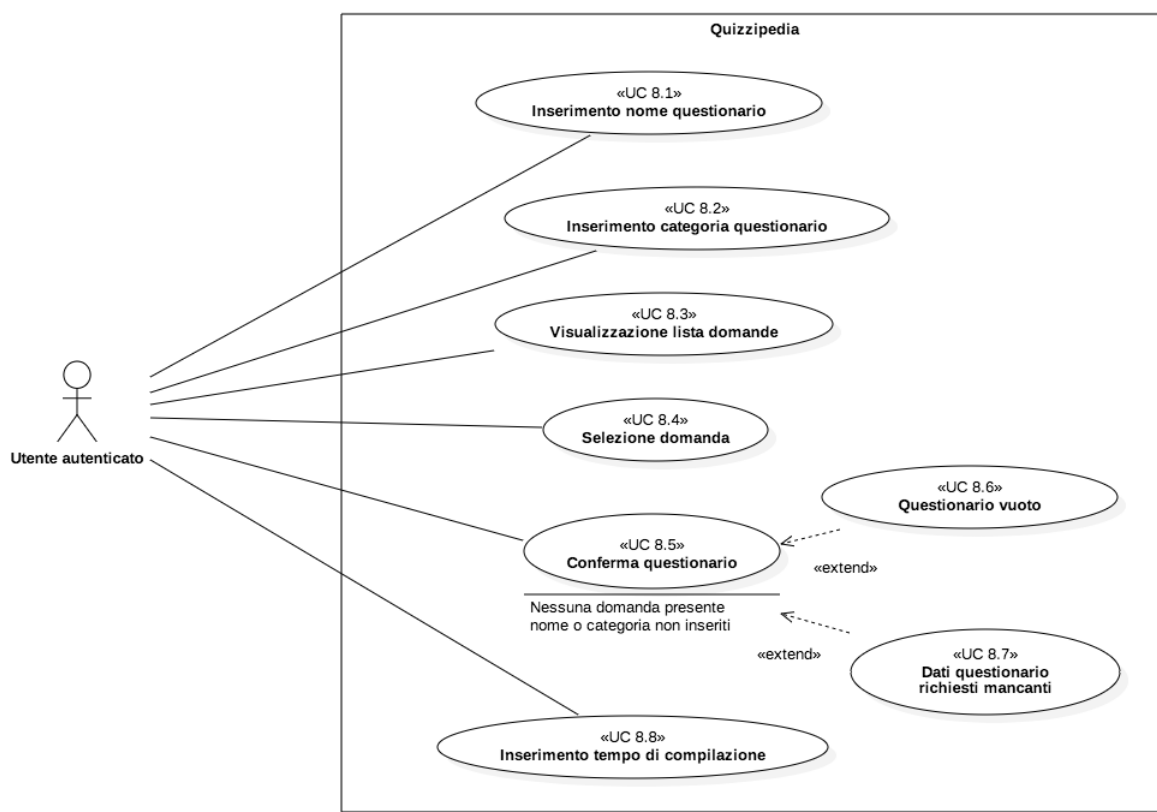 Quizzipedia
«UC 8.1»
Inserimento nome questionario
«UC 8.2»
Inserimento categoria questionario
«UC 8.3»
Visualizzazione lista domande
«UC 8.4»
Selezione domanda
Utente autenticato
«UC 8.6»
Questionario vuoto
«UC 8.5»
Conferma questionario
«extend»
Nessuna domanda presente
nome o categoria non inseriti
«extend»
«UC 8.7»
Dati questionario
richiesti mancanti
«UC 8.8»
Inserimento tempo di compilazione